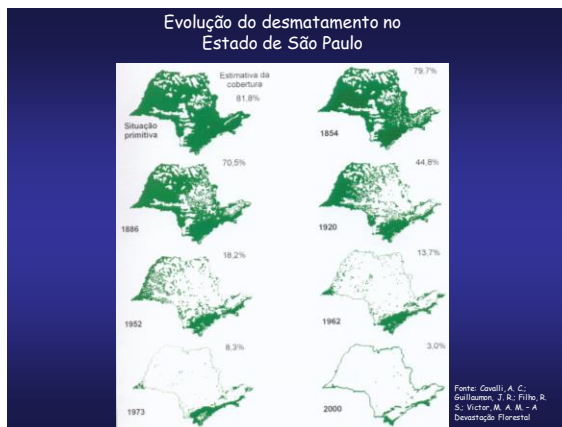 Evolução do desmatamento no
Estado de São Paulo
Estimativa da
cobertura
81,8%
Situação
primitiva
79,7%
1854
70,5%
1886
44,8%
1920
18,2%
1952
13,7%
1962
8,3%
1973
3,0%
2000
Fonte: Cavalli, A. C.;
Guillaumon, J. R.; Filho, R.
S.; Victor, M. A. M. – A
Devastação Florestal